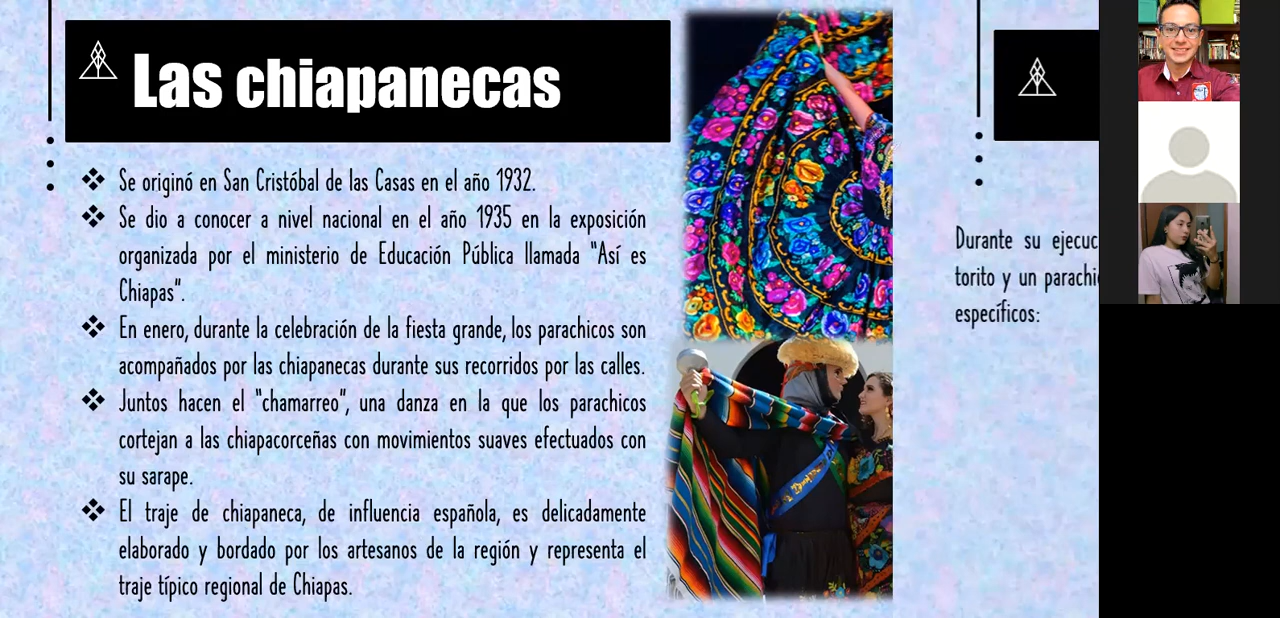 Las chiapanecas
Se originó en San Cristóbal de las Casas en el año 1932.
Se dio a conocer a nivel nacional en el año 1935 en la exposición
organizada por el ministerio de Educación Pública llamada "Así es
Chiapas".
En enero, durante la celebración de la fiesta grande, los parachicos son
acompañados por las chiapanecas durante sus recorridos por las calles.
Juntos hacen el "chamarreo", una danza en la que los parachicos
cortejan a las chiapacorceñas con movimientos suaves efectuados con
su sarape.
El traje de chiapaneca, de influencia española, es delicadamente
elaborado y bordado por los artesanos de la región y representa el
traje típico regional de Chiapas.
Durante su ejecuc
torito y un parachic
específicos: